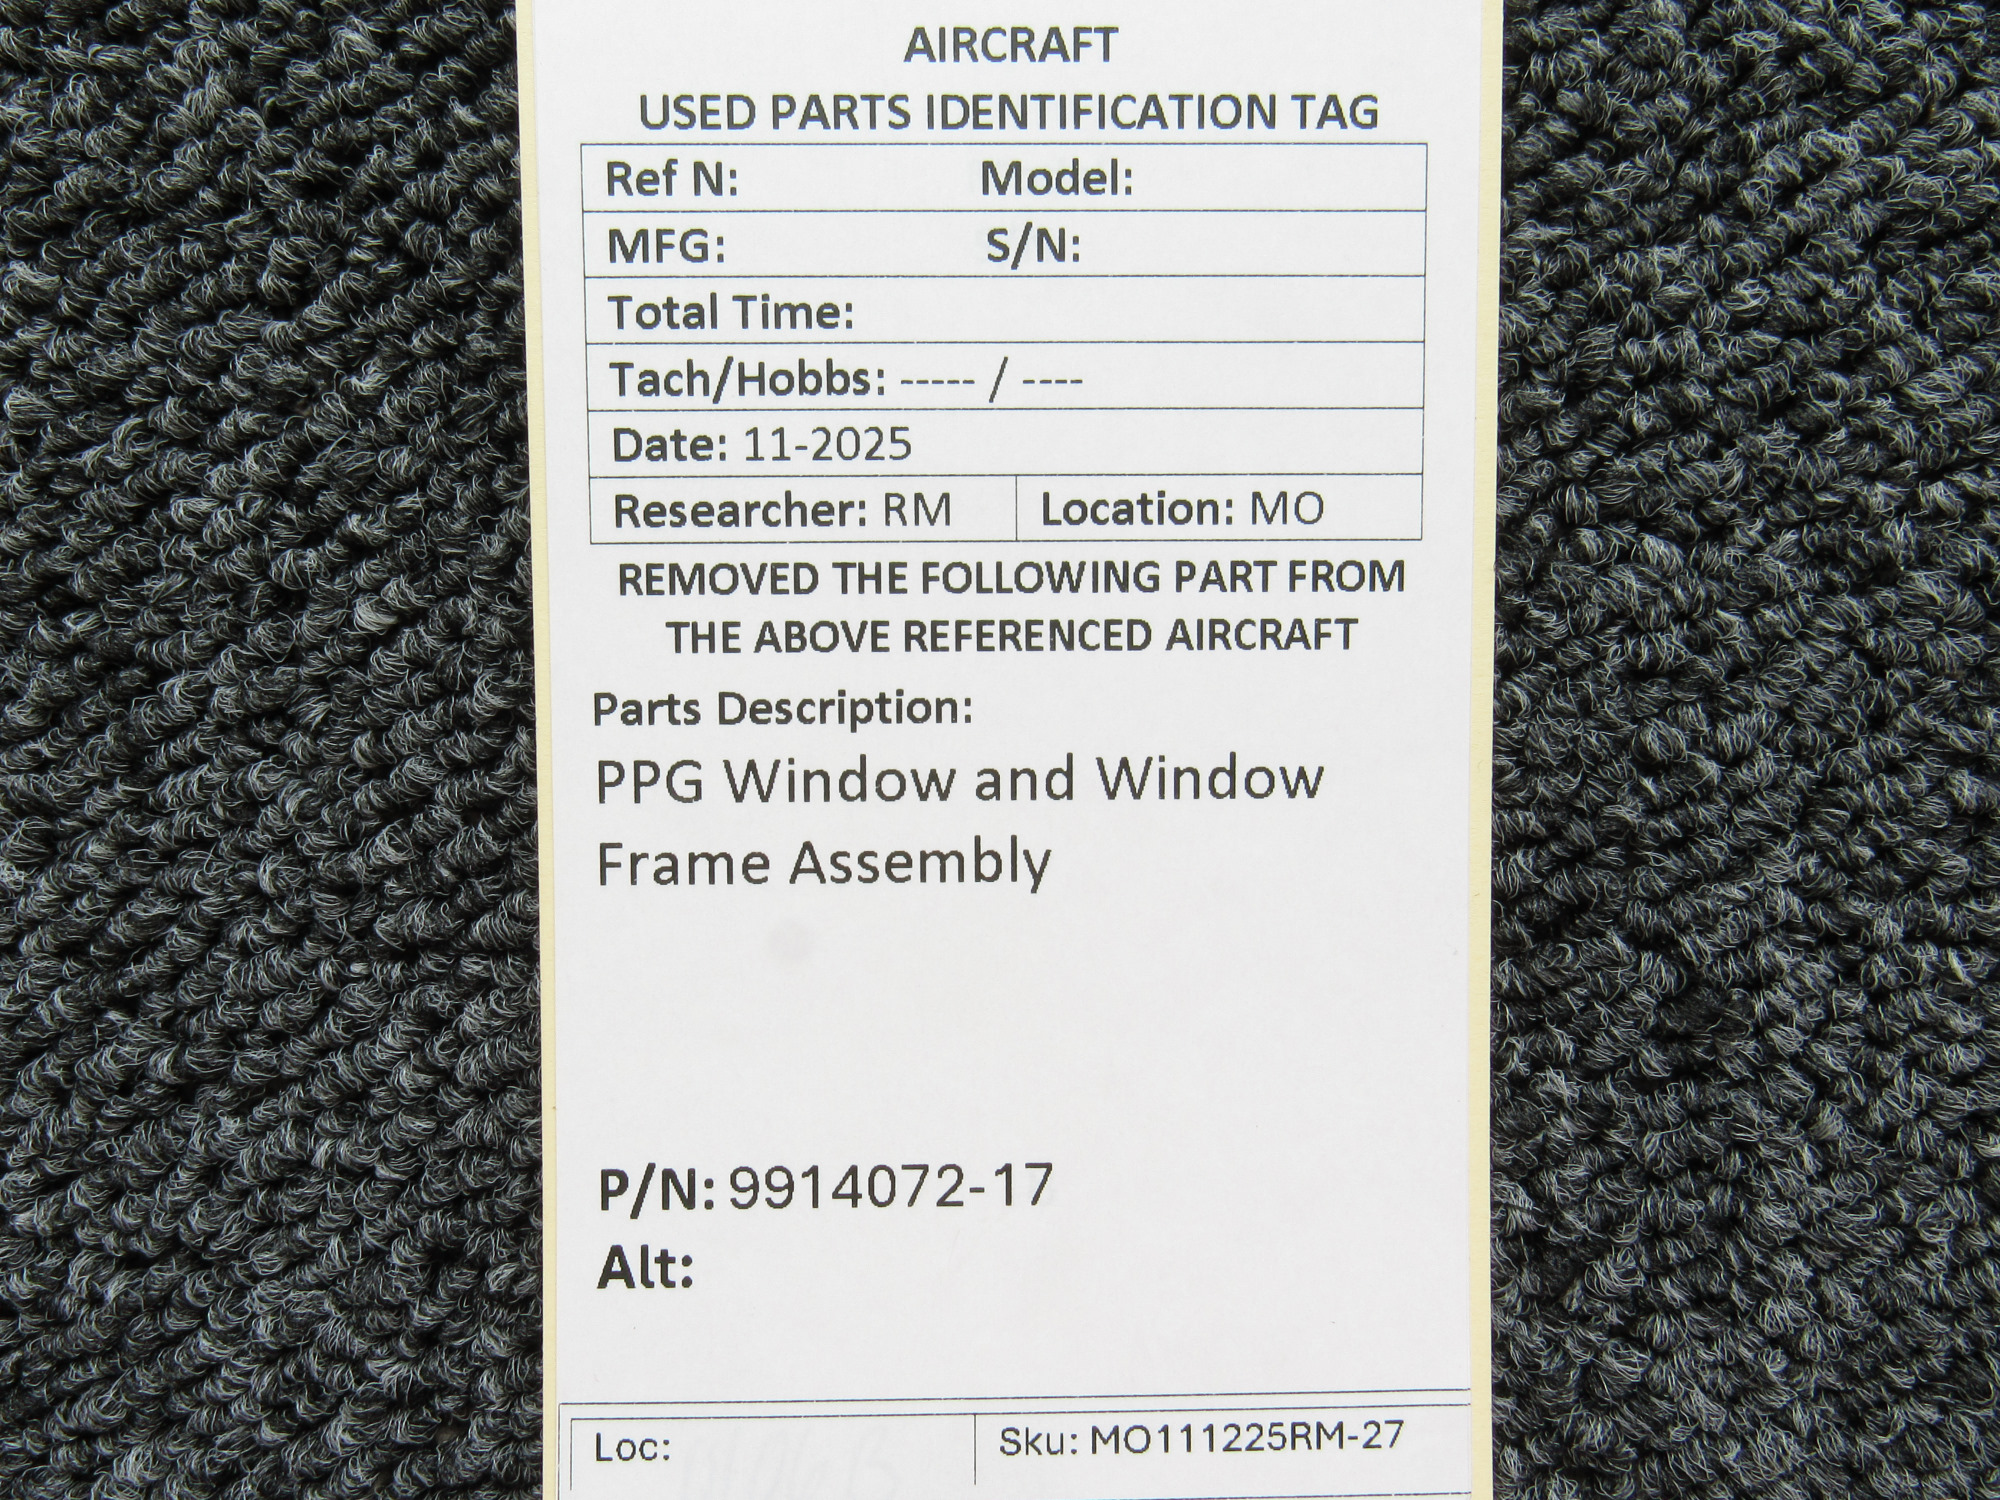 AIRCRAFT
USED PARTS IDENTIFICATION TAG
Ref N: Model:
MFG: S/N:
Total Time:
Tach/Hobbs: ----- / ----
Date: 11-2025
Researcher: RM Location: MO
REMOVED THE FOLLOWING PART FROM
THE ABOVE REFERENCED AIRCRAFT
Parts Description:
PPG Window and Window
Frame Assembly
P/N: 9914072-17
Alt:
Loc: Sku: MO111225RM-27